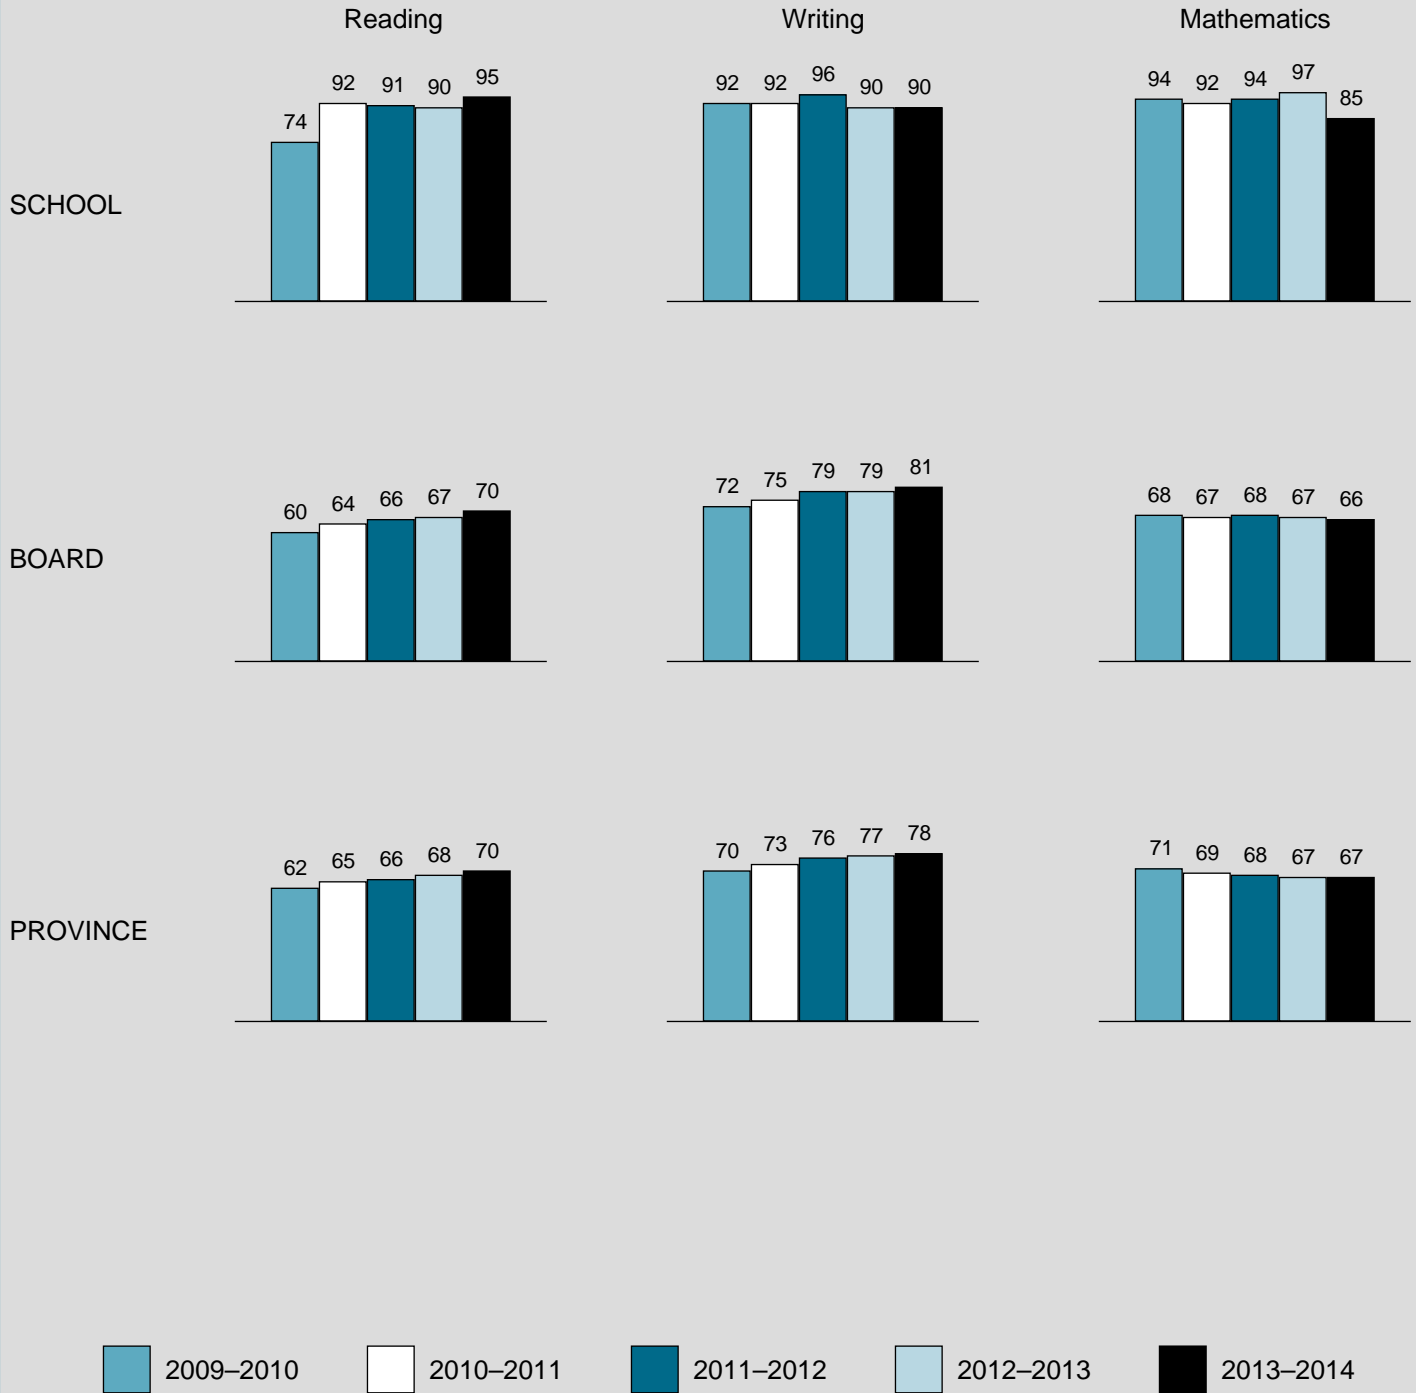 Reading Writing Mathematics
74 92 91 90 95 92 92 96 90 90 94 92 94 97 85
SCHOOL
60 64 66 67 70 72 75 79 79 81 68 67 68 67 66
BOARD
62 65 66 68 70 70 73 76 77 78 71 69 68 67 67
PROVINCE
2009–2010 2010–2011 2011–2012 2012–2013 2013–2014